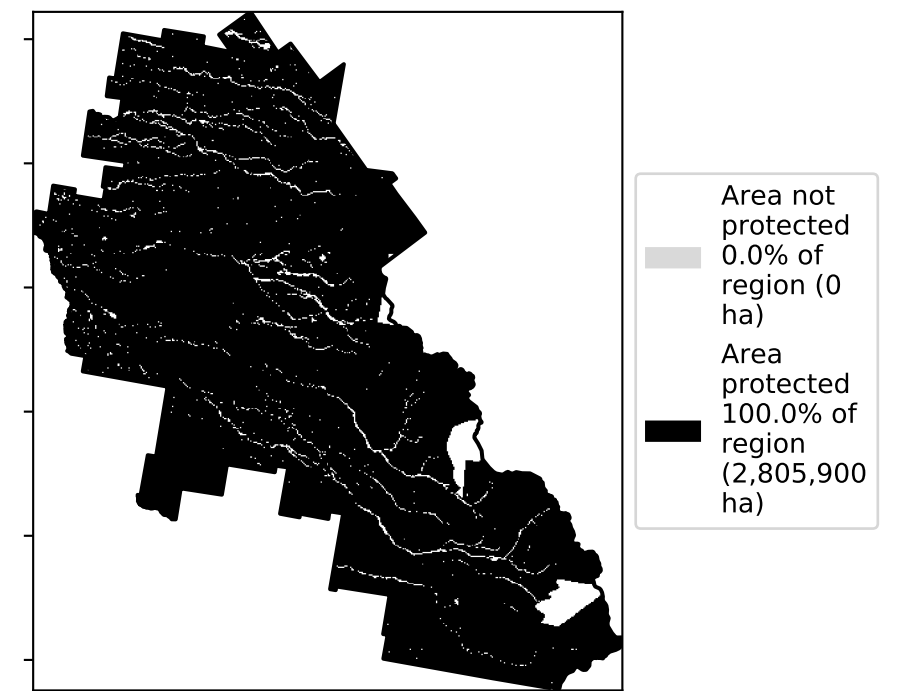 Area not
protected
0.0% of
region (0
ha)
Area
protected
100.0% of
region
(2,805,900
ha)